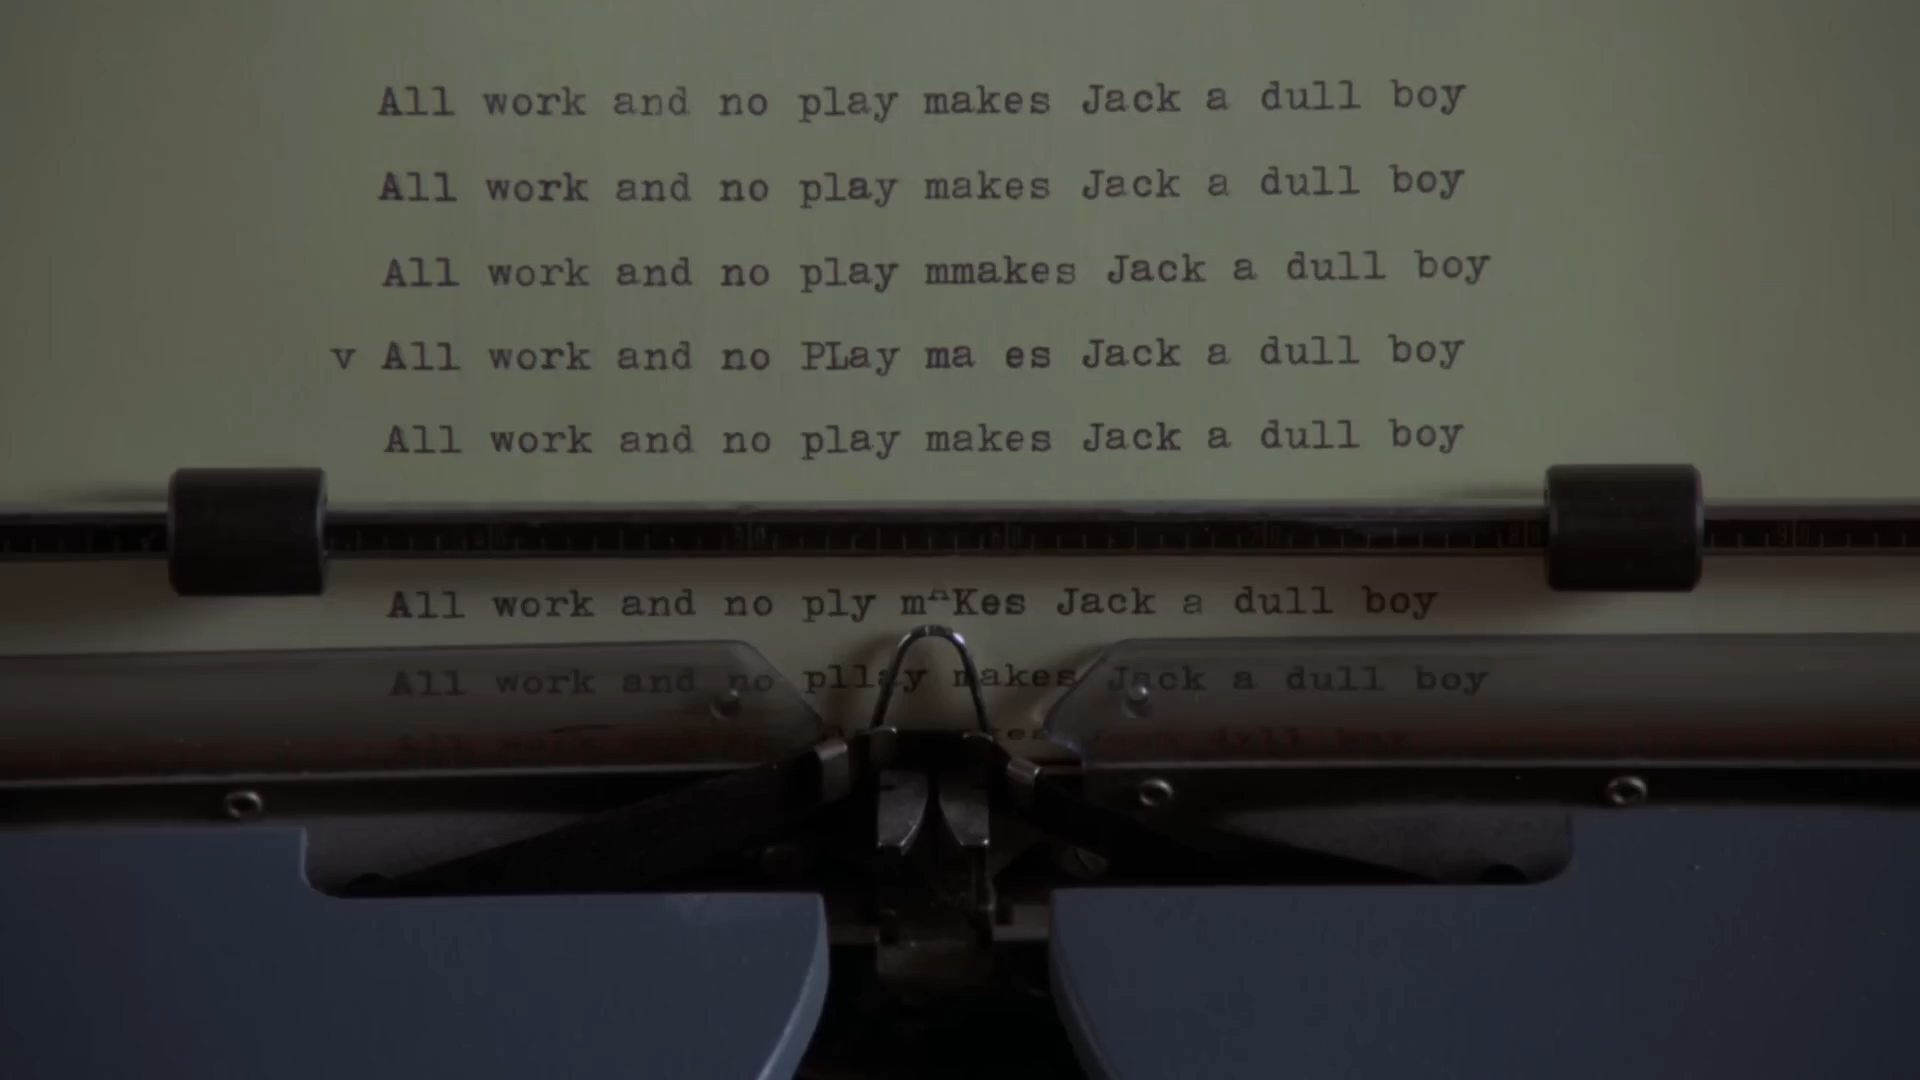 All work and no play makes Jack a dull boy
All work and no play makes Jack a dull boy
All work and no play mmakes Jack a dull boy
v All work and no PLay ma es Jack a dull boy
All work and no play makes Jack a dull boy
All work and no ply maKes Jack a dull boy
All work and no pllay makes Jack a dull boy
dull boy